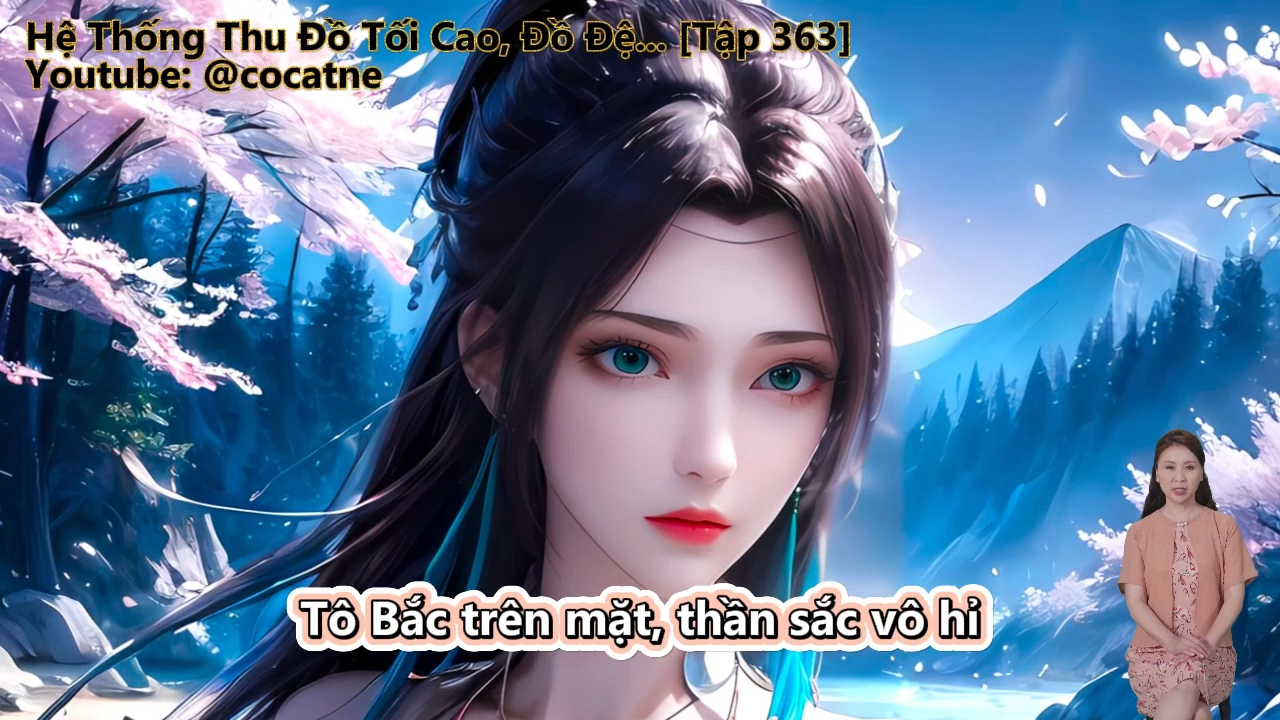 Hệ Thống Thu Đồ Tối Cao, Đồ Đệ... [Tập 363]
Youtube: @cocatne
Tô Bắc trên mặt, thần sắc vô hỉ